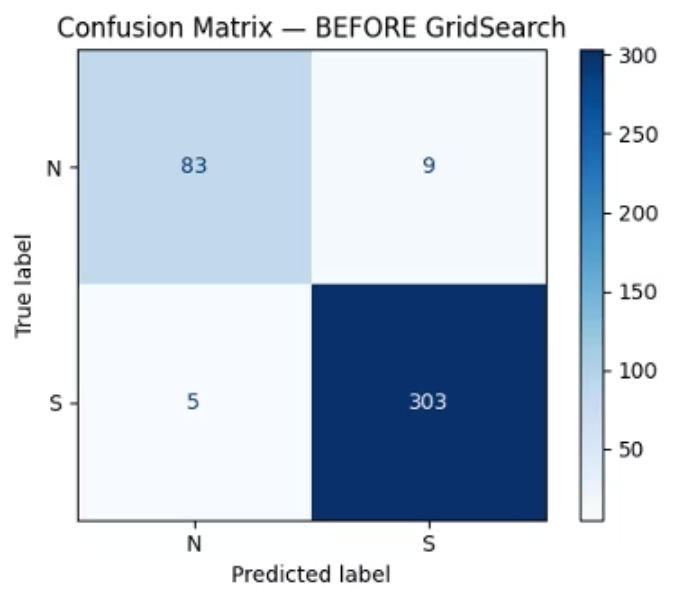 Confusion Matrix — BEFORE GridSearch
N
83
9
S
5
303
N
S
True label
Predicted label
300
250
200
150
100
50